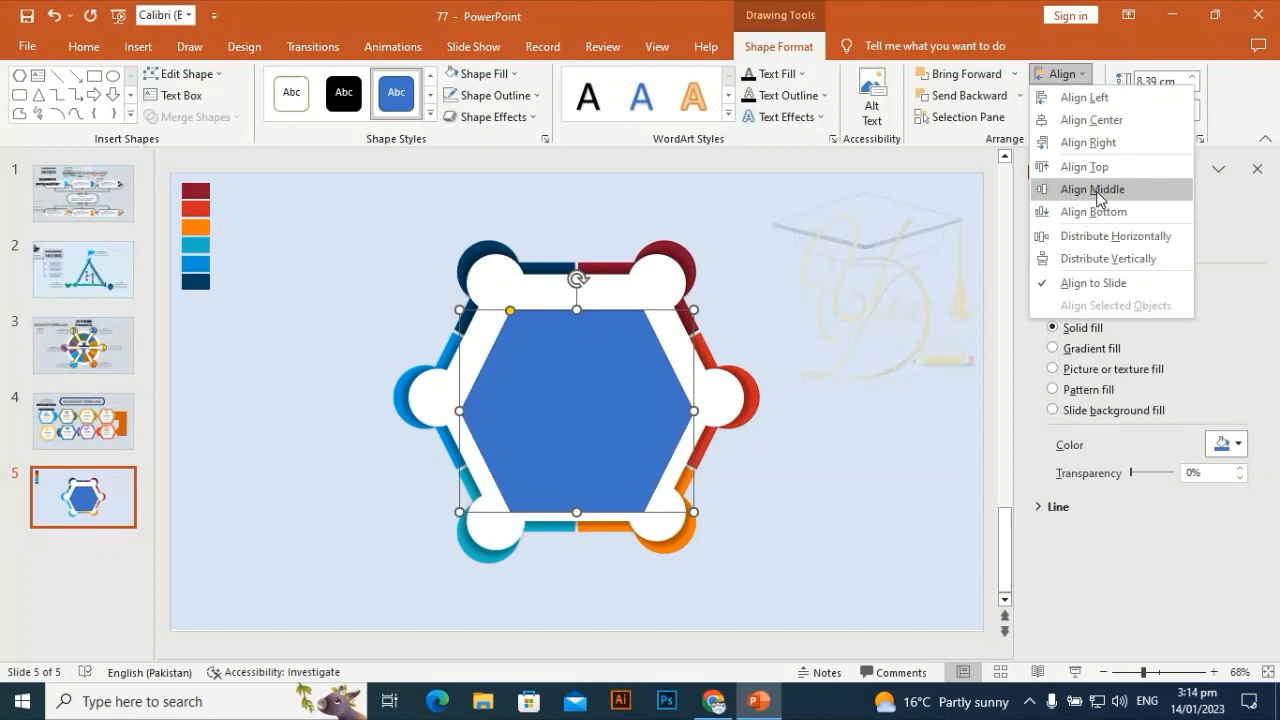 Calibri (E
77 - PowerPoint
Drawing Tools
Sign in
File
Home
Insert
Draw
Design
Transitions
Animations
Slide Show
Record
Review
View
Help
Shape Format
Tell me what you want to do
Edit Shape
Text Box
Merge Shapes
Insert Shapes
Abc
Abc
Abc
Shape Fill
Shape Outline
Shape Effects
Shape Styles
A
A
A
Text Fill
Text Outline
Text Effects
WordArt Styles
Alt
Text
Accessibility
Bring Forward
Send Backward
Selection Pane
Arrange
Align
8.39 cm
Align Left
Align Center
Align Right
Align Top
Align Middle
Align Bottom
Distribute Horizontally
Distribute Vertically
Align to Slide
Align Selected Objects
Solid fill
Gradient fill
Picture or texture fill
Pattern fill
Slide background fill
Color
Transparency
0%
Line
1
2
3
4
5
Slide 5 of 5
English (Pakistan)
Accessibility: Investigate
Notes
Comments
68%
Type here to search
Ai
Ps
16°C Partly sunny
ENG
3:14 pm
14/01/2023